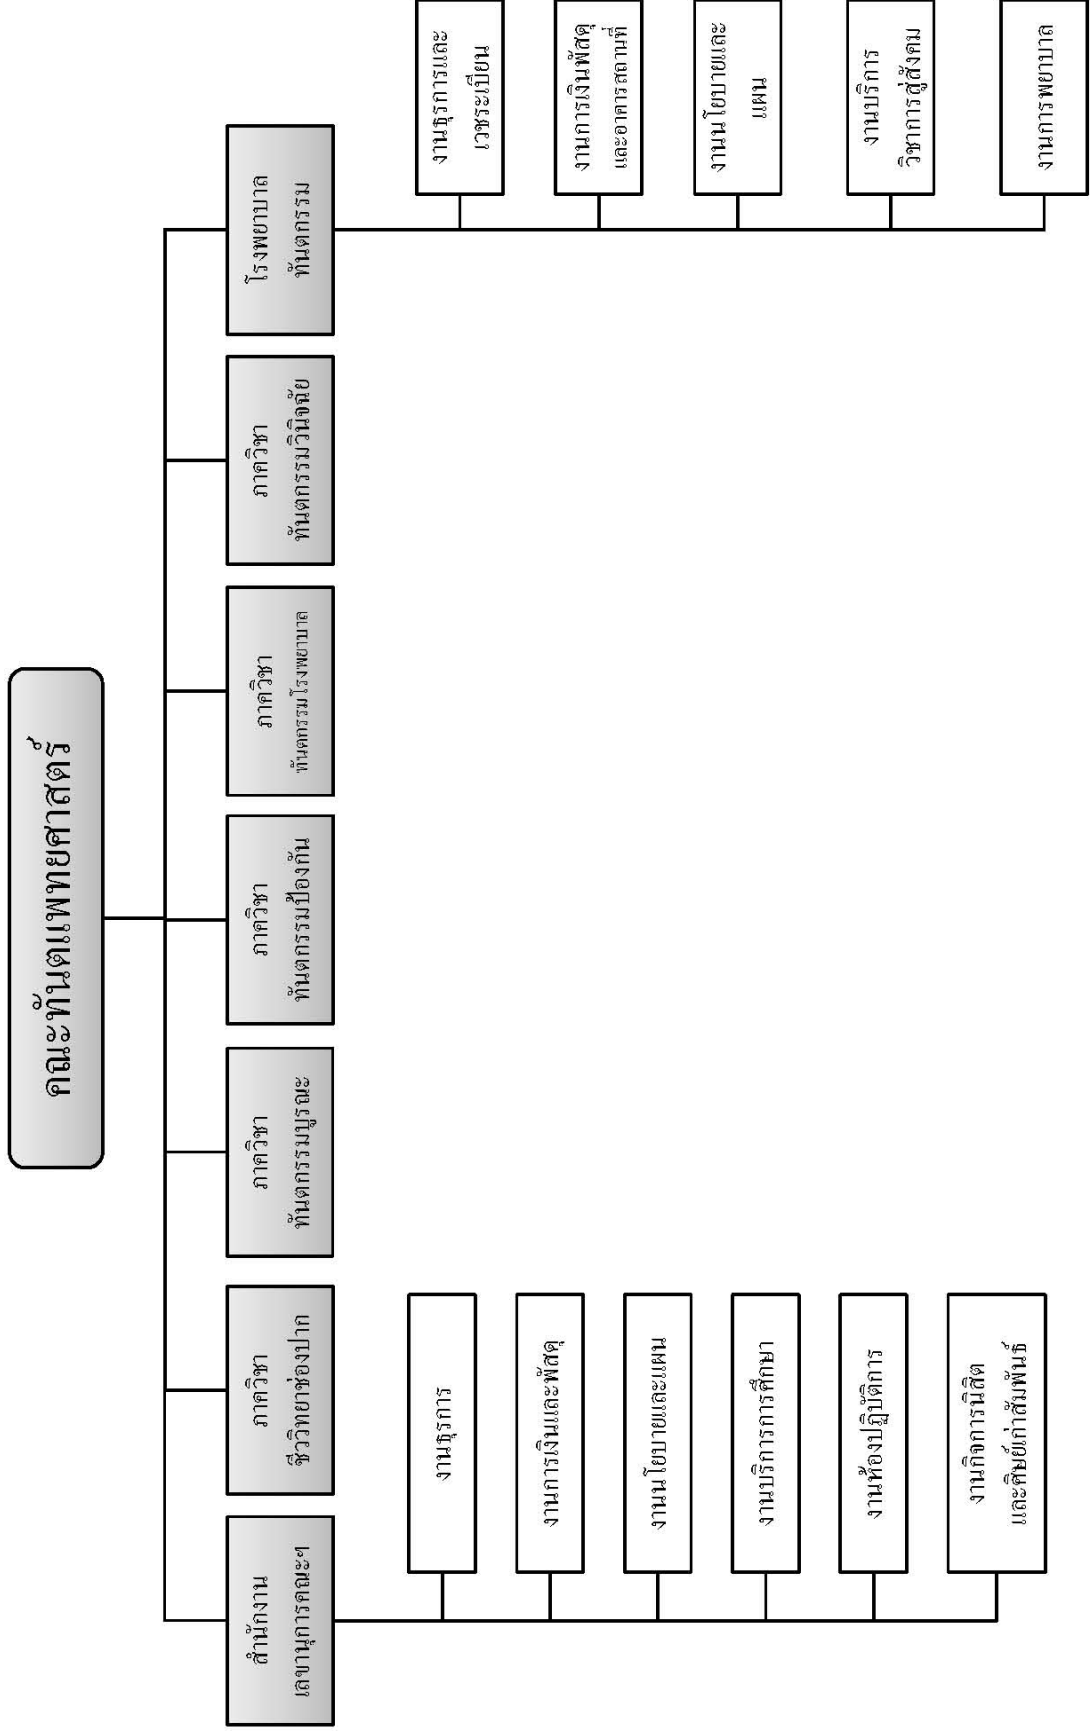 คณะทันตแพทยศาสตร์
สำนักงาน
เลขานุการคณะฯ
ภาควิชา
ชีววิทยาช่องปาก
ภาควิชา
ทันตกรรมบูรณะ
ภาควิชา
ทันตกรรมป้องกัน
ภาควิชา
ทันตกรรมโรงพยาบาล
ภาควิชา
ทันตกรรมวินิจฉัย
โรงพยาบาล
ทันตกรรม
งานธุรการ
งานการเงินและพัสดุ
งานนโยบายและแผน
งานบริการการศึกษา
งานห้องปฏิบัติการ
งานกิจการนิสิต
และศิษย์เก่าสัมพันธ์
งานธุรการและ
เวชระเบียน
งานการเงินพัสดุ
และอาคารสถานที่
งานนโยบายและ
แผน
งานบริการ
วิชาการสู่สังคม
งานการพยาบาล